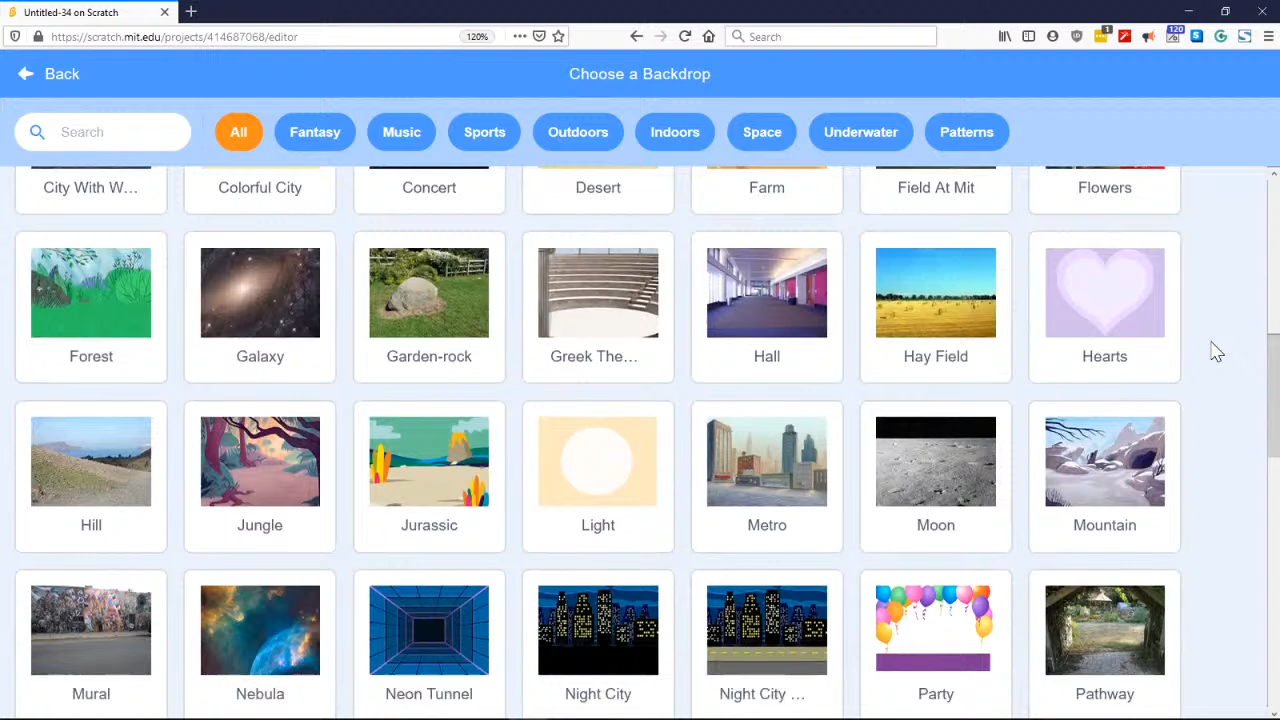 Untitled-34 on Scratch
https://scratch.mit.edu/projects/414687068/editor
120%
Search
1
120
Back
Choose a Backdrop
Search
All
Fantasy
Music
Sports
Outdoors
Indoors
Space
Underwater
Patterns
City With W...
Colorful City
Concert
Desert
Farm
Field At Mit
Flowers
Forest
Galaxy
Garden-rock
Greek The...
Hall
Hay Field
Hearts
Hill
Jungle
Jurassic
Light
Metro
Moon
Mountain
Mural
Nebula
Neon Tunnel
Night City
Night City ...
Party
Pathway